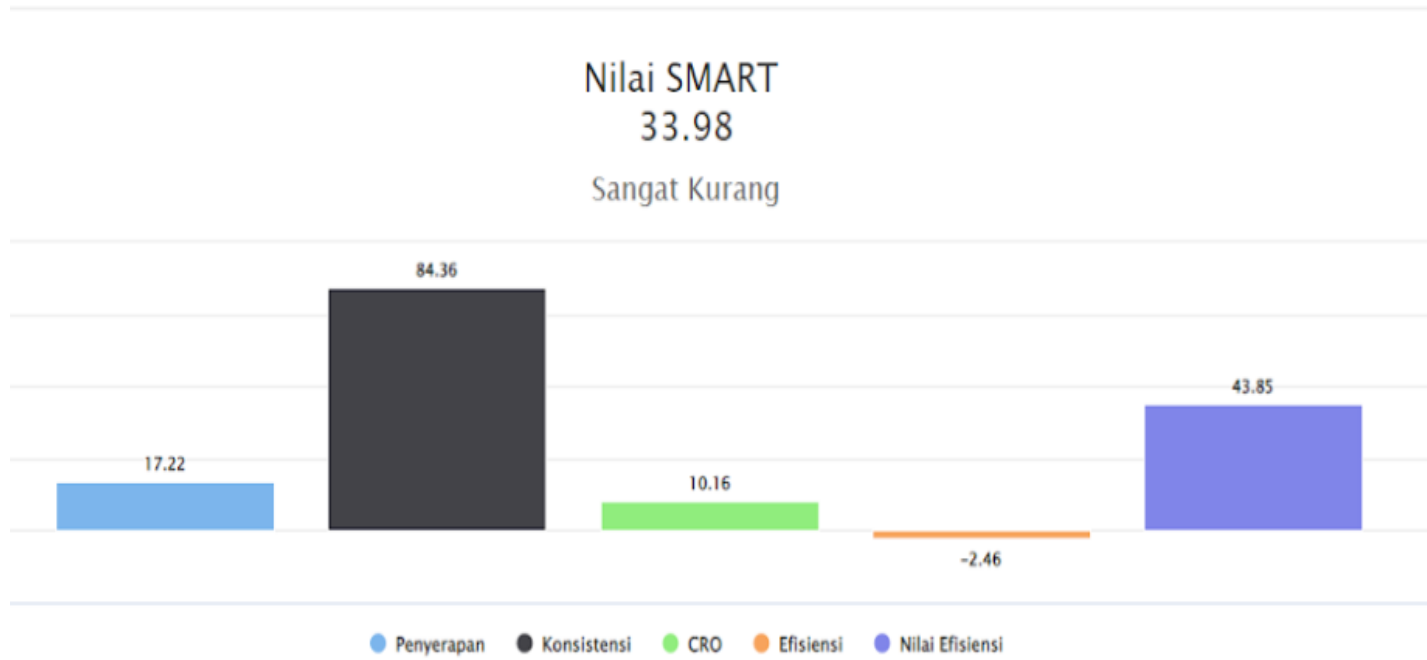 Nilai SMART
33.98
Sangat Kurang
84.36
43.85
17.22
10.16
-2.46
Penyerapan Konsistensi CRO Efisiensi Nilai Efisiensi